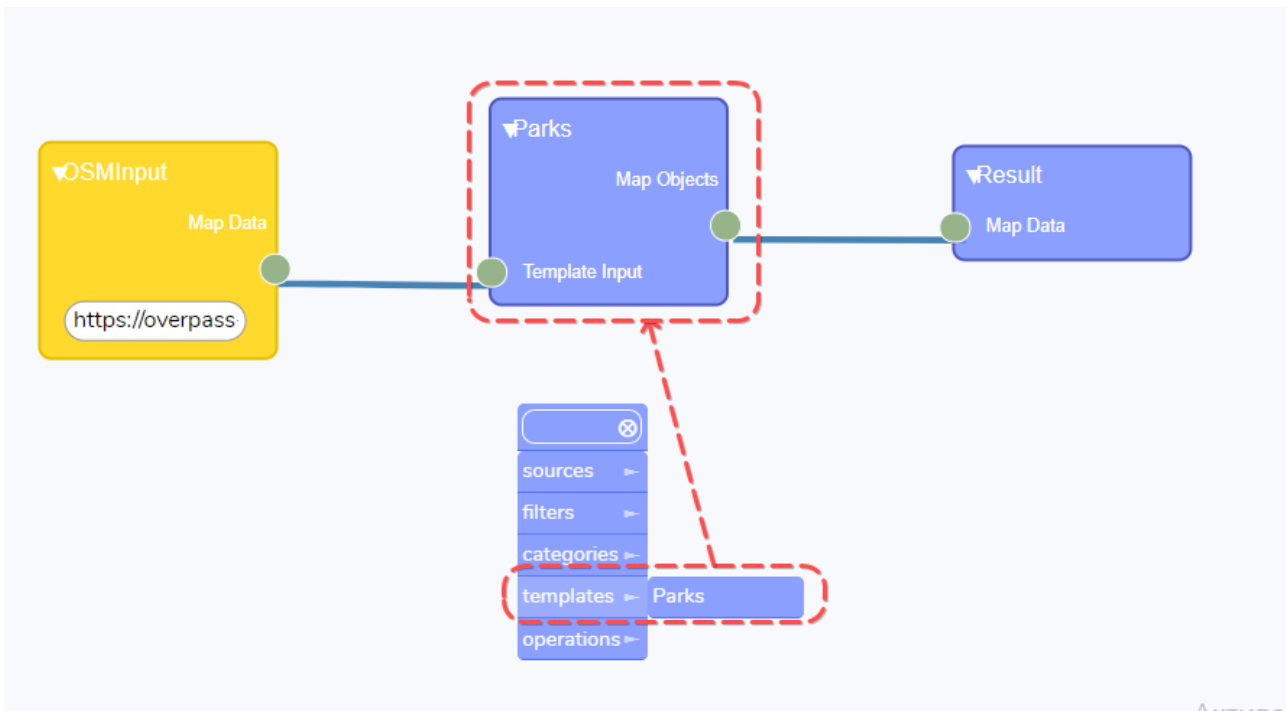 Parks
Map Objects
Template Input
OSMInput
Map Data
https://overpass-
Result
Map Data
sources
filters
categories
templates
Parks
operations